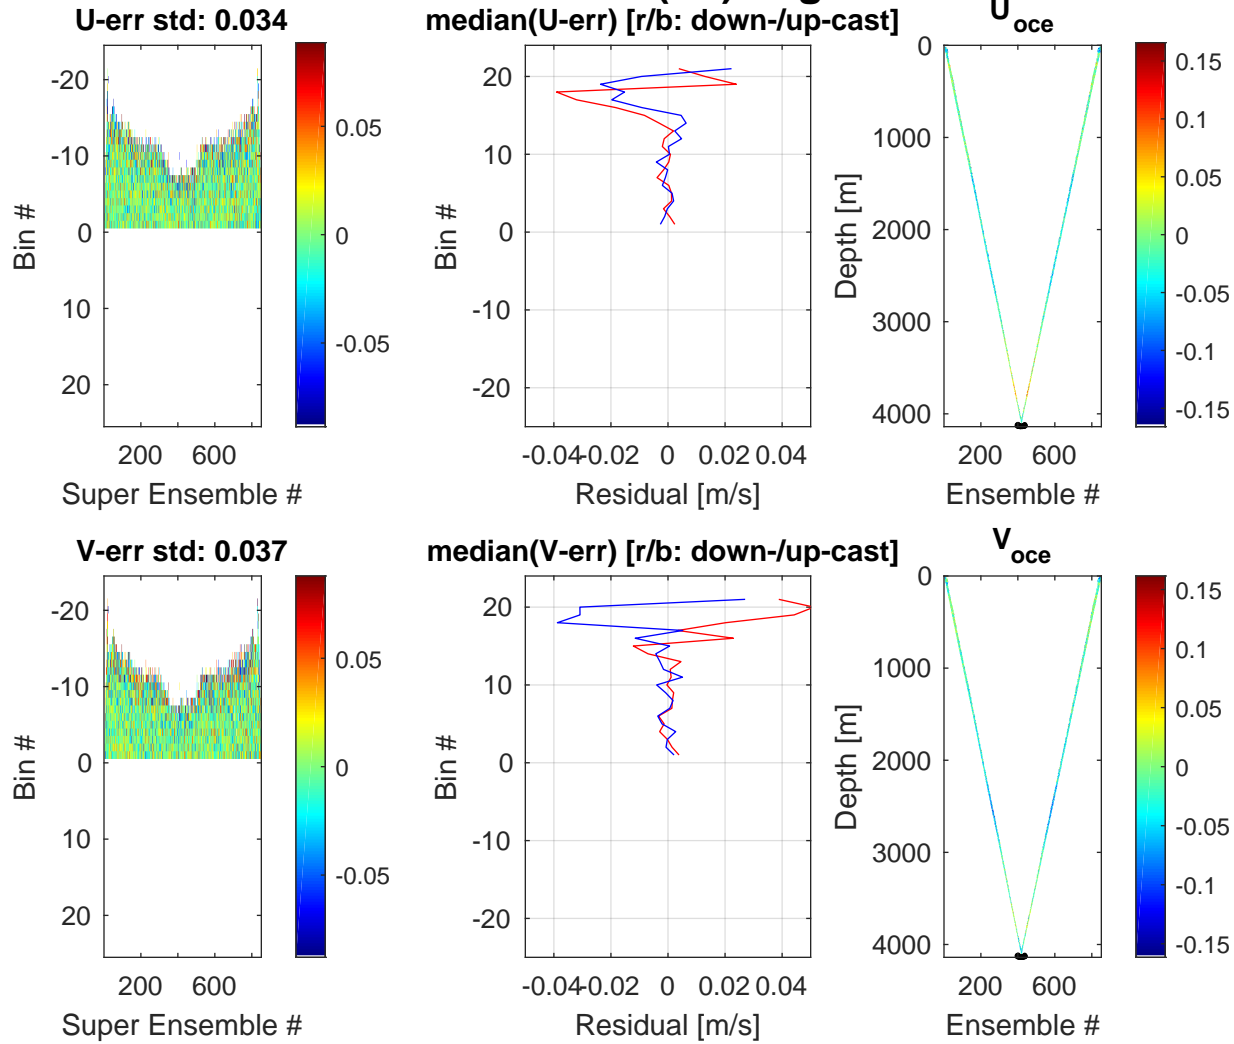 U-err std: 0.034
-20
-10
0
10
20
Bin #
200 600
Super Ensemble #
0.05
0
-0.05
median(U-err) [r/b: down-/up-cast]
20
10
0
-10
-20
Bin #
-0.04 -0.02 0 0.02 0.04
Residual [m/s]
U_oce
0
1000
2000
3000
4000
Depth [m]
200 600
Ensemble #
0.15
0.1
0.05
0
-0.05
-0.1
-0.15
V-err std: 0.037
-20
-10
0
10
20
Bin #
200 600
Super Ensemble #
0.05
0
-0.05
median(V-err) [r/b: down-/up-cast]
20
10
0
-10
-20
Bin #
-0.04 -0.02 0 0.02 0.04
Residual [m/s]
V_oce
0
1000
2000
3000
4000
Depth [m]
200 600
Ensemble #
0.15
0.1
0.05
0
-0.05
-0.1
-0.15